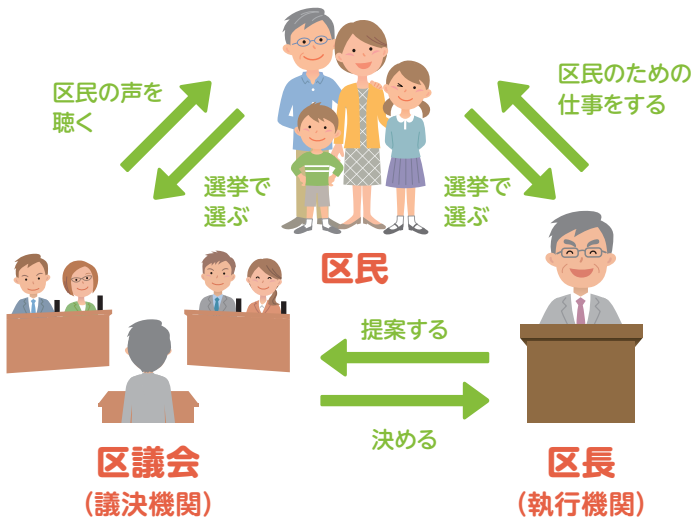 区民の声を
聴く
区民のための
仕事をする
選挙で
選ぶ
選挙で
選ぶ
区民
提案する
決める
区議会
(議決機関)
区長
(執行機関)